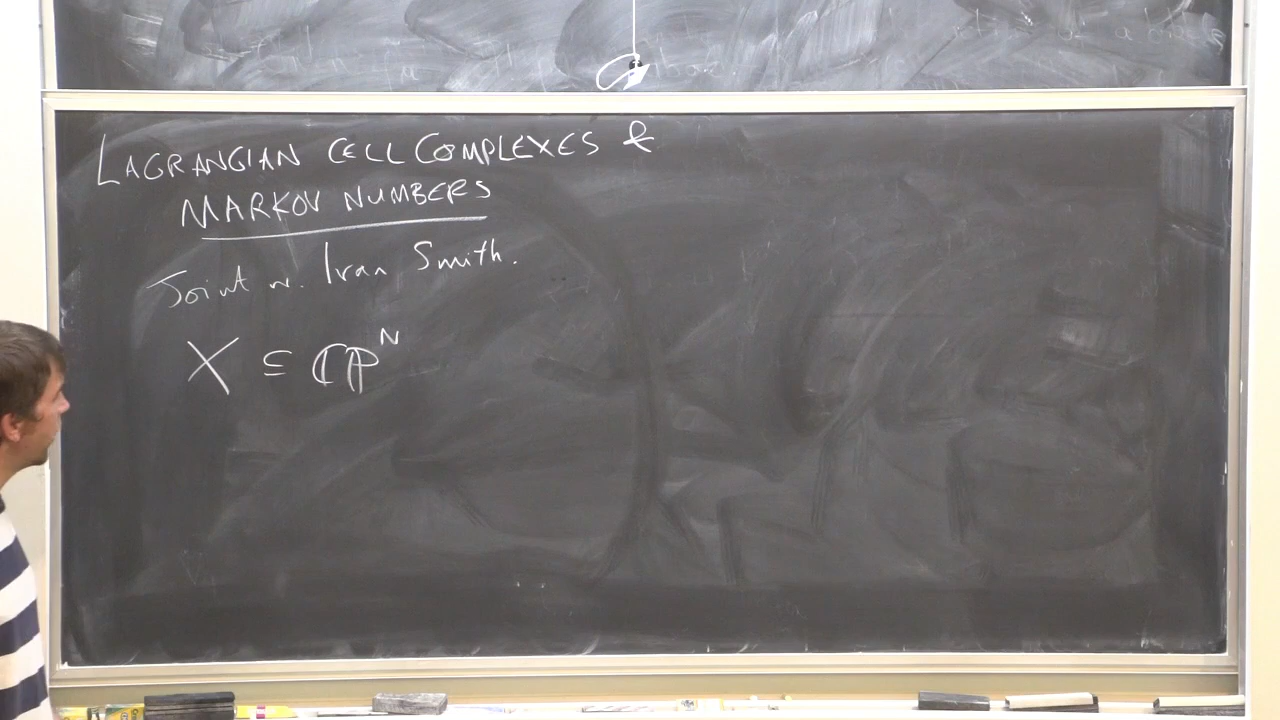 LAGRANGIAN CELL COMPLEXES &
MARKOV NUMBERS
Joint w. Ivan Smith.
X ⊆ ℂℙ^N